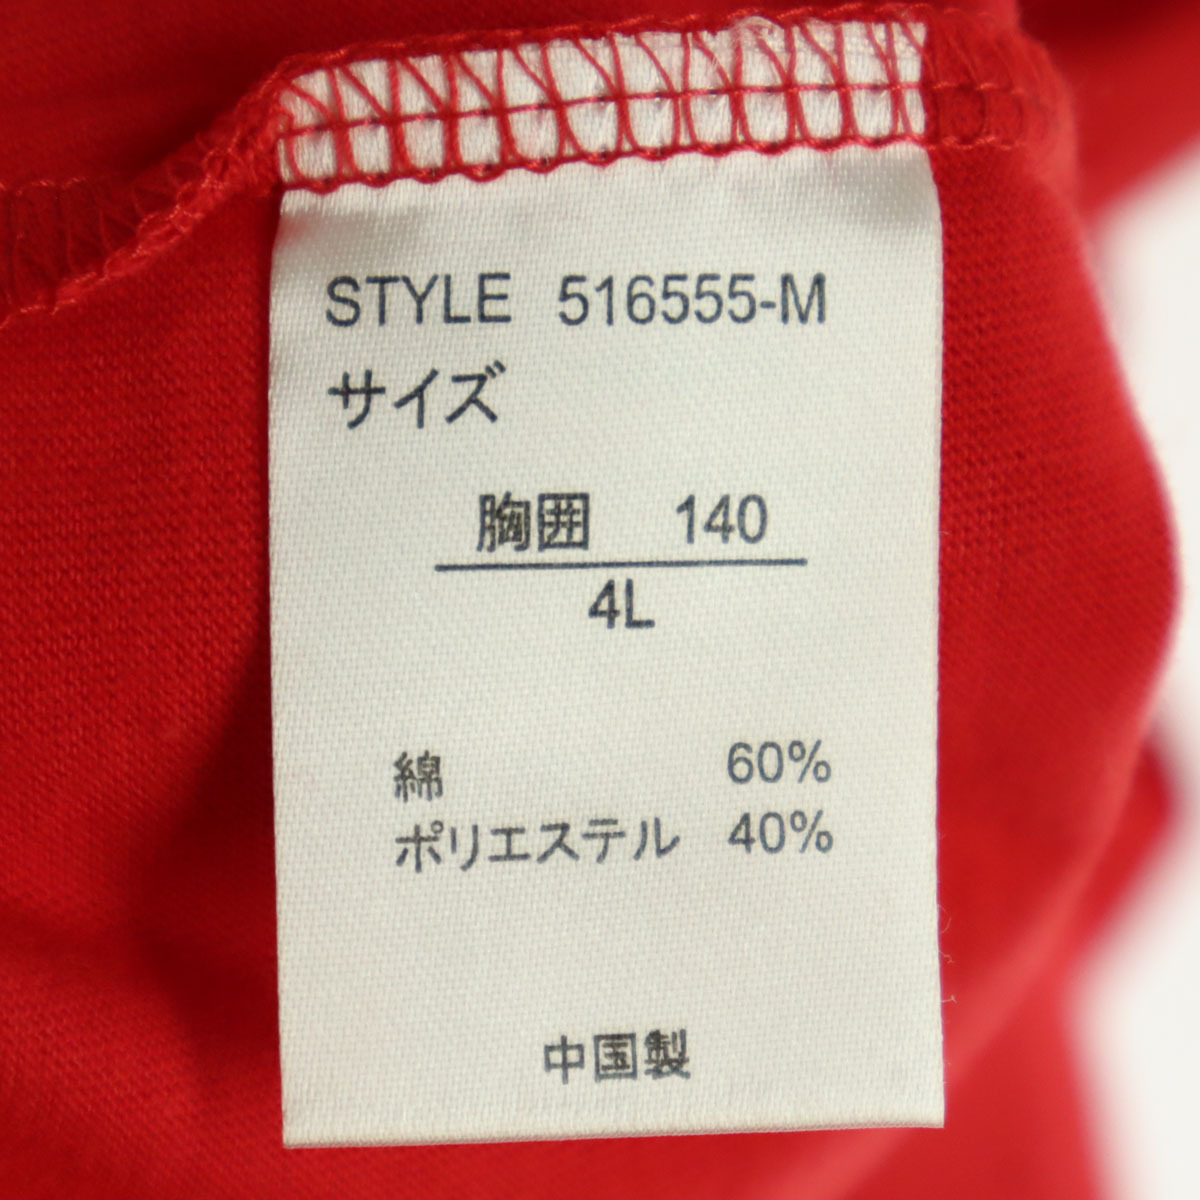 STYLE 516555-M
サイズ
胸囲 140
4L
綿 60%
ポリエステル 40%
中国製